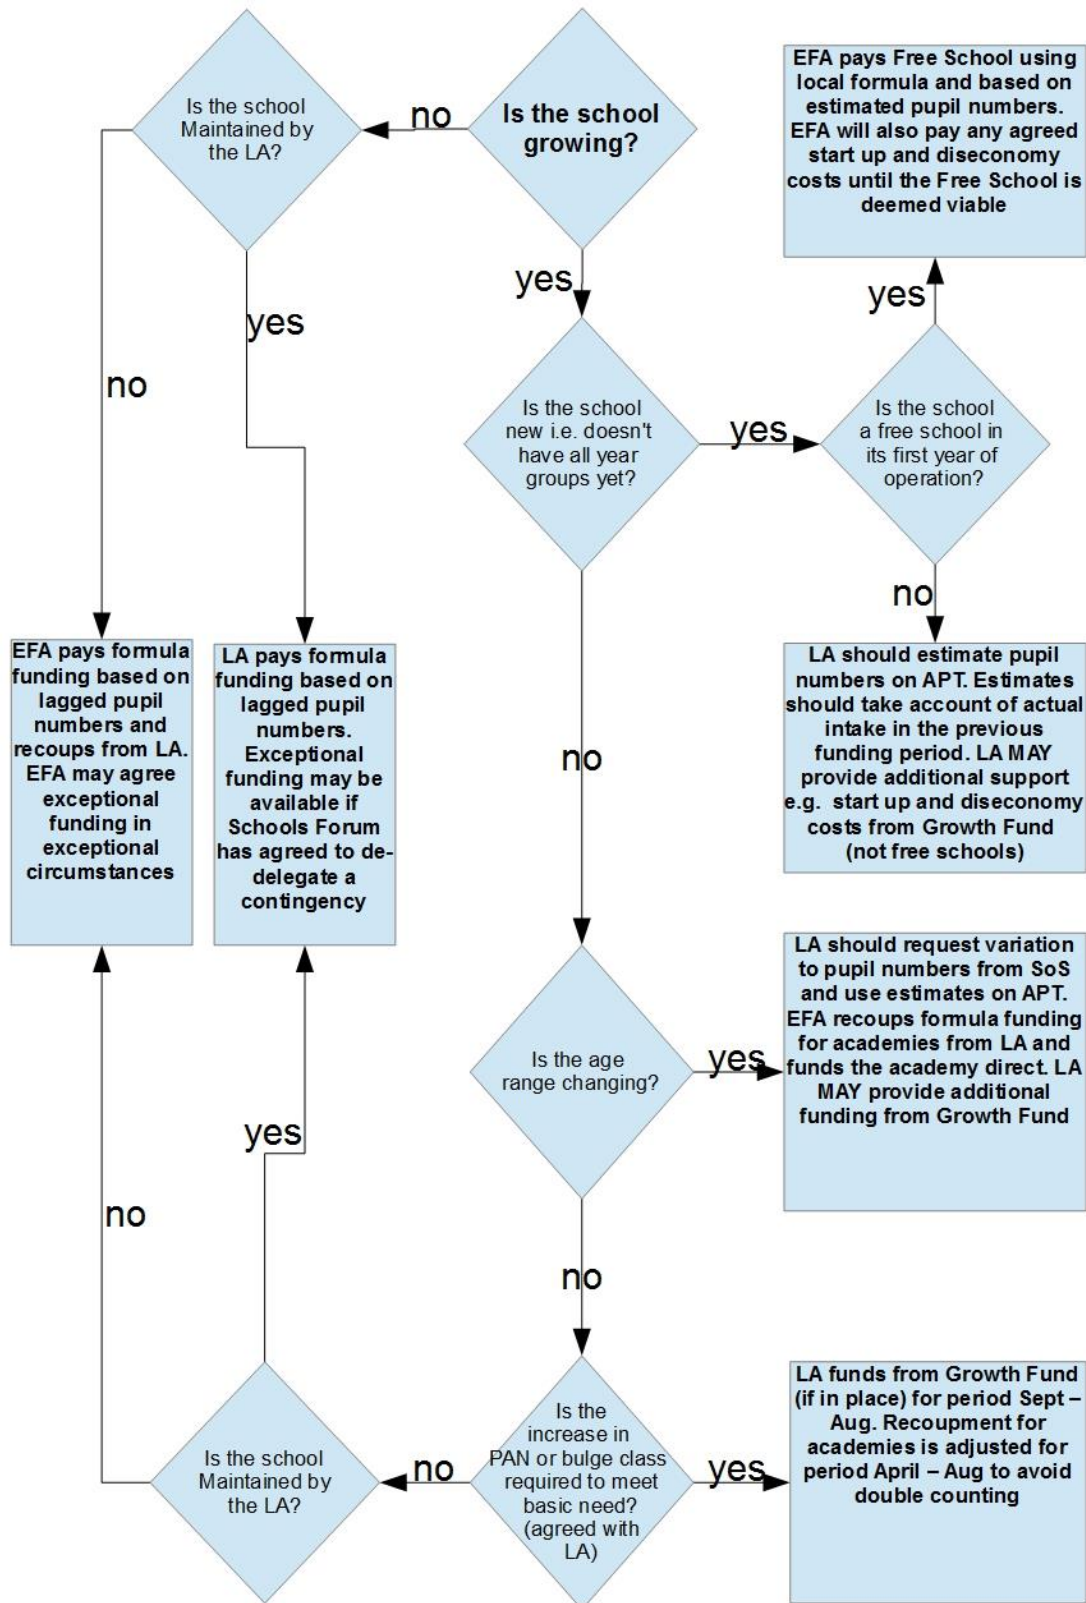 Is the school
Maintained by
the LA?
no
Is the school
growing?
EFA pays Free School using
local formula and based on
estimated pupil numbers.
EFA will also pay any agreed
start up and diseconomy
costs until the Free School is
deemed viable
yes
yes
yes
no
Is the school
new i.e. doesn't
have all year
groups yet?
yes
Is the school
a free school in
its first year of
operation?
no
EFA pays formula
funding based on
lagged pupil
numbers and
recoups from LA.
EFA may agree
exceptional
funding in
exceptional
circumstances
LA pays formula
funding based on
lagged pupil
numbers.
Exceptional
funding may be
available if
Schools Forum
has agreed to de-
delegate a
contingency
no
LA should estimate pupil
numbers on APT. Estimates
should take account of actual
intake in the previous
funding period. LA MAY
provide additional support
e.g. start up and diseconomy
costs from Growth Fund
(not free schools)
Is the age
range changing?
yes
LA should request variation
to pupil numbers from SoS
and use estimates on APT.
EFA recoups formula funding
for academies from LA and
funds the academy direct. LA
MAY provide additional
funding from Growth Fund
yes
no
no
Is the school
Maintained by
the LA?
no
Is the
increase in
PAN or bulge class
required to meet
basic need?
(agreed with
LA)
yes
LA funds from Growth Fund
(if in place) for period Sept –
Aug. Recoupment for
academies is adjusted for
period April – Aug to avoid
double counting